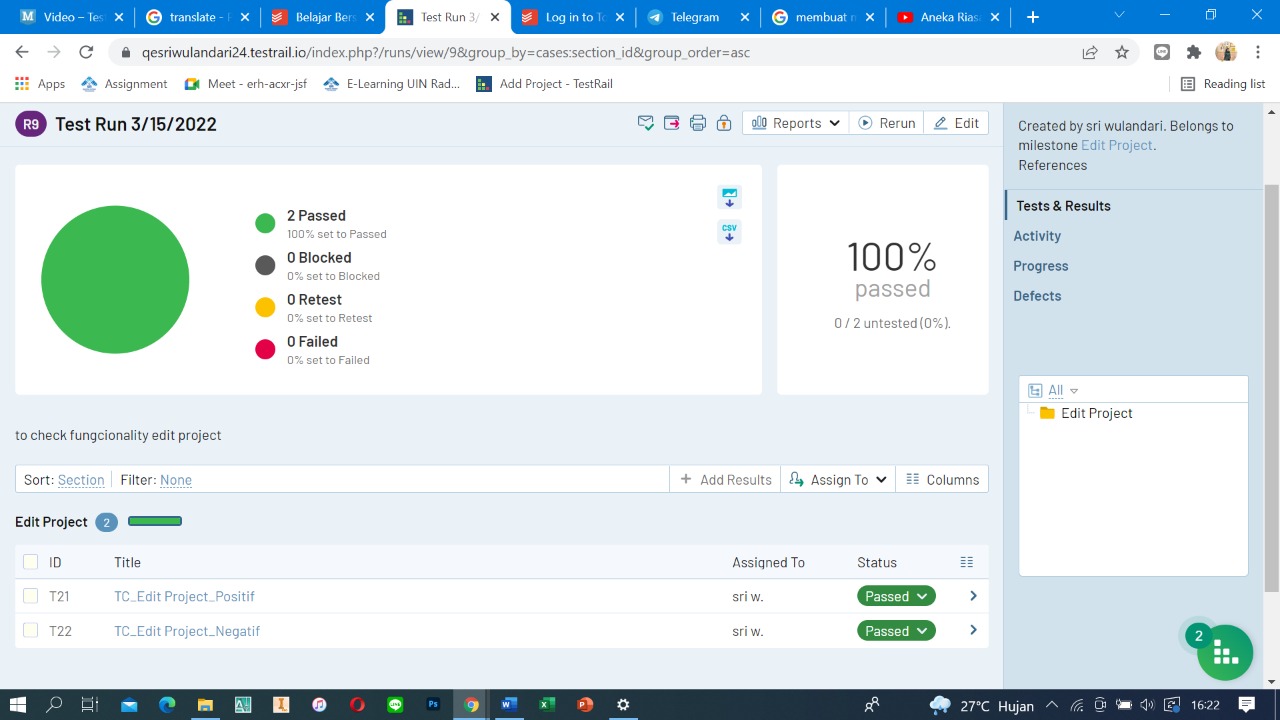 Video – Tes
translate -
Belajar Bers
Test Run 3/
Log in to To
Telegram
membuat
Aneka Rias
qesriwulandari24.testrail.io/index.php?/runs/view/9&group_by=cases:section_id&group_order=asc
Apps
Assignment
Meet - erh-acxr-jsf
E-Learning UIN Rad...
Add Project - TestRail
Reading list
R9 Test Run 3/15/2022
Reports
Rerun
Edit
2 Passed
100% set to Passed
0 Blocked
0% set to Blocked
0 Retest
0% set to Retest
0 Failed
0% set to Failed
CSV
100%
passed
0 / 2 untested (0%).
Created by sri wulandari. Belongs to
milestone Edit Project.
References
Tests & Results
Activity
Progress
Defects
All
Edit Project
to check fungcionality edit project
Sort: Section
Filter: None
Add Results
Assign To
Columns
Edit Project 2
ID Title Assigned To Status
T21 TC_Edit Project_Positif sri w. Passed
T22 TC_Edit Project_Negatif sri w. Passed
2
27°C Hujan
16:22